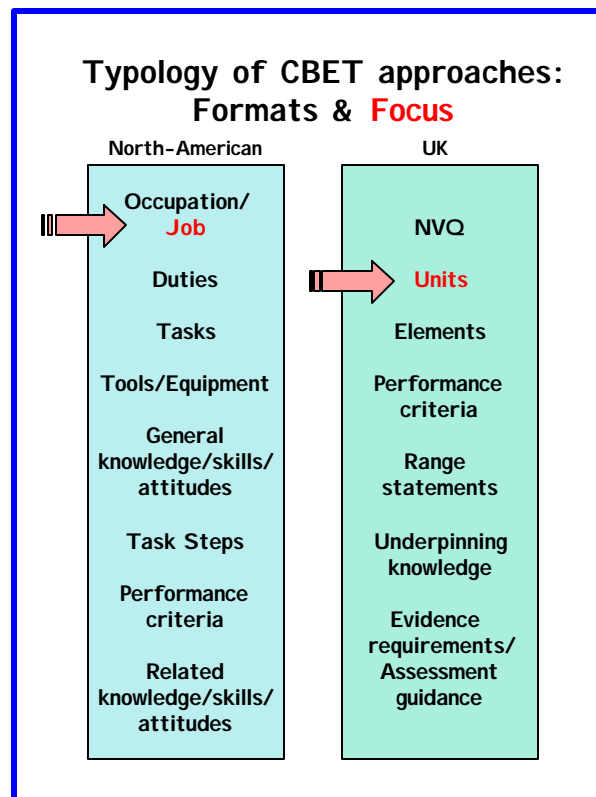 Typology of CBET approaches:
Formats & Focus
North-American
Occupation/
Job
Duties
Tasks
Tools/Equipment
General
knowledge/skills/
attitudes
Task Steps
Performance
criteria
Related
knowledge/skills/
attitudes
UK
NVQ
Units
Elements
Performance
criteria
Range
statements
Underpinning
knowledge
Evidence
requirements/
Assessment
guidance